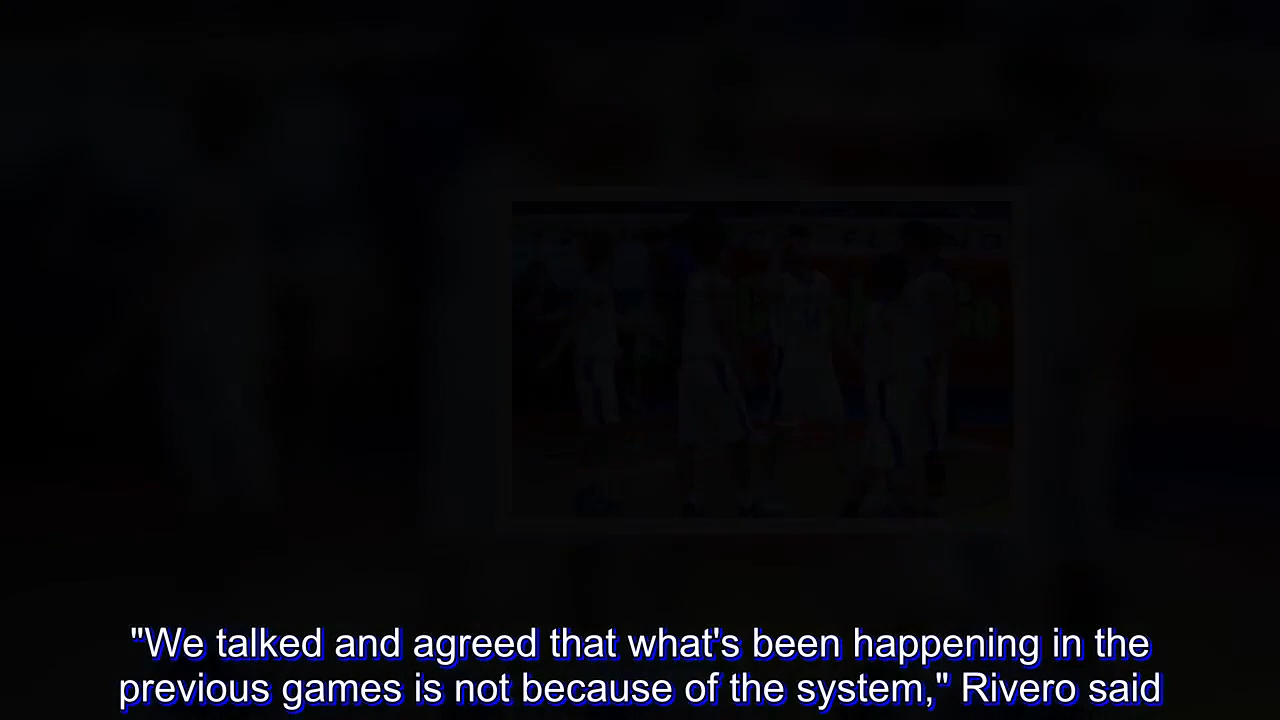 "We talked and agreed that what's been happening in the
previous games is not because of the system," Rivero said